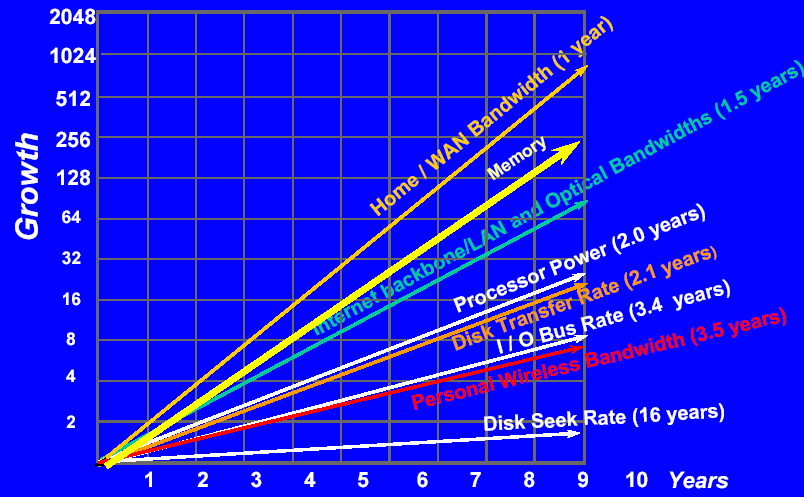 2048
1024
512
256
128
64
32
16
8
4
2
Growth
Home / WAN Bandwidth (1 year)
Memory
Internet backbone/LAN and Optical Bandwidths (1.5 years)
Processor Power (2.0 years)
Disk Transfer Rate (2.1 years)
I / O Bus Rate (3.4 years)
Personal Wireless Bandwidth (3.5 years)
Disk Seek Rate (16 years)
1 2 3 4 5 6 7 8 9 10 Years